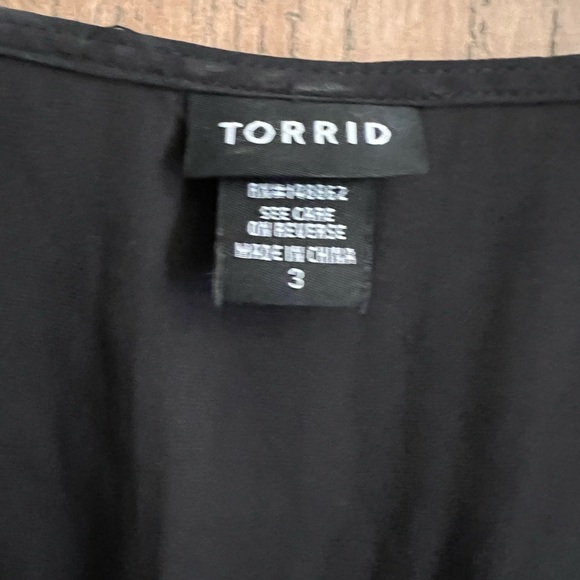 TORRID
SEE CARE
ON REVERSE
MADE IN CHINA
3